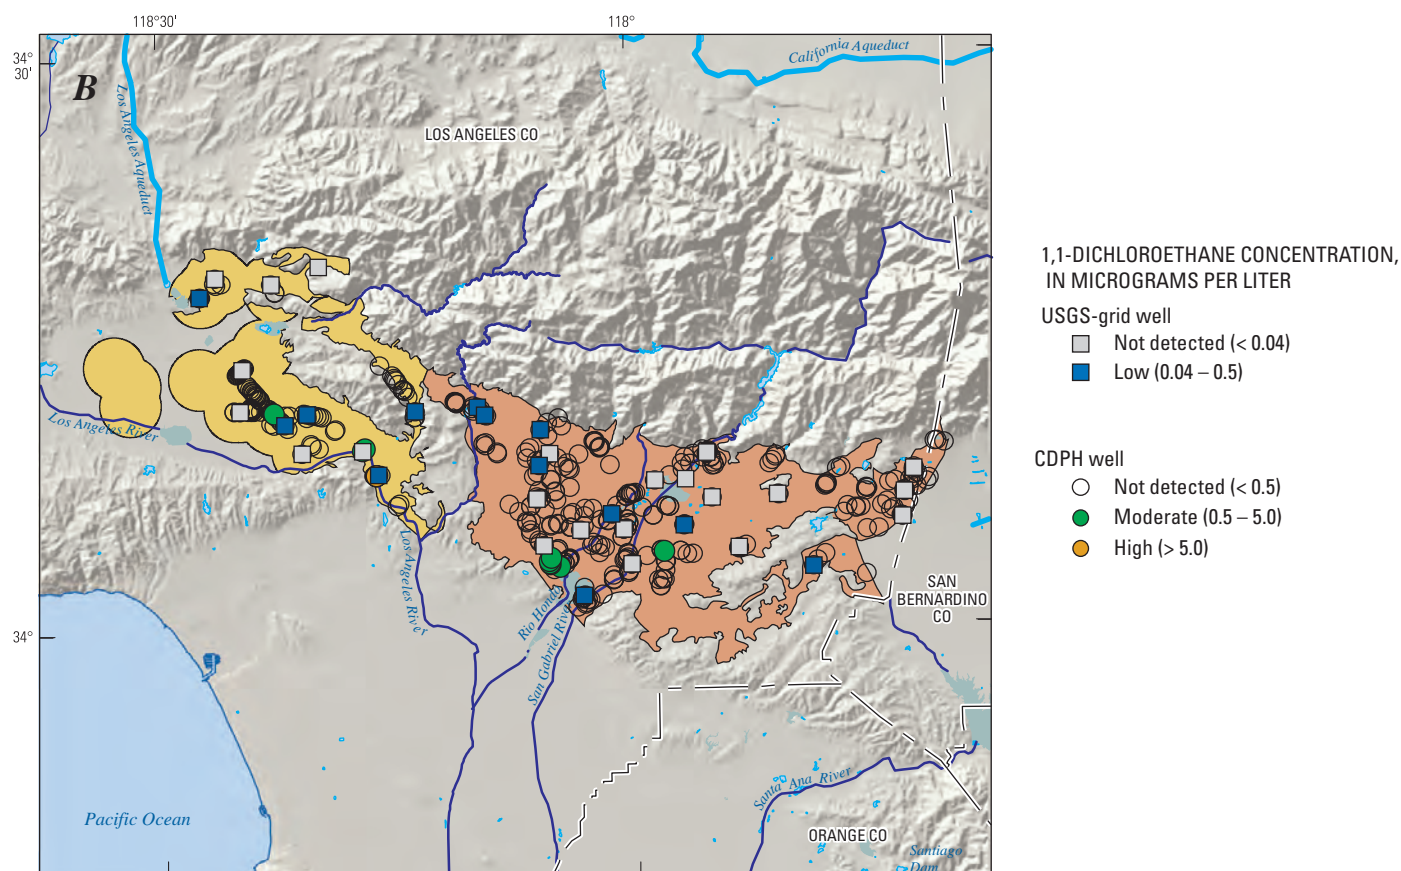 118°30'
118°
34°
30'
B
California Aqueduct
Los Angeles Aqueduct
LOS ANGELES CO
1,1-DICHLOROETHANE CONCENTRATION,
IN MICROGRAMS PER LITER
USGS-grid well
Not detected (< 0.04)
Low (0.04 – 0.5)
Los Angeles River
CDPH well
Not detected (< 0.5)
Moderate (0.5 – 5.0)
High (> 5.0)
Los Angeles River
Rio Hondo
San Gabriel River
SAN
BERNARDINO
CO
34°
Santa Ana River
Pacific Ocean
ORANGE CO
Santiago
Dam